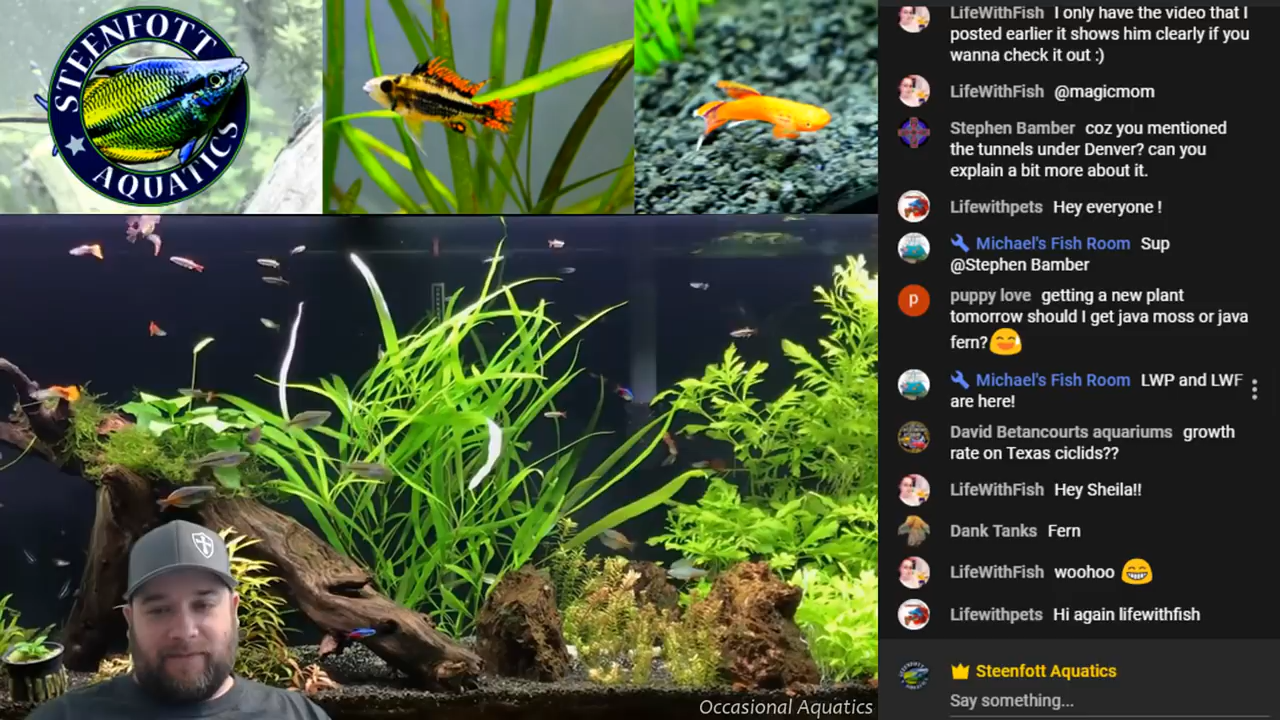 STEENFOTT
AQUATICS
Occasional Aquatics
LifeWithFish I only have the video that I
posted earlier it shows him clearly if you
wanna check it out :)
LifeWithFish @magicmom
Stephen Bamber coz you mentioned
the tunnels under Denver? can you
explain a bit more about it.
Lifewithpets Hey everyone !
Michael's Fish Room Sup
@Stephen Bamber
puppy love getting a new plant
tomorrow should I get java moss or java
fern?
p
Michael's Fish Room LWP and LWF
are here!
David Betancourts aquariums growth
rate on Texas ciclids??
LifeWithFish Hey Sheila!!
Dank Tanks Fern
LifeWithFish woohoo
Lifewithpets Hi again lifewithfish
Steenfott Aquatics
Say something...